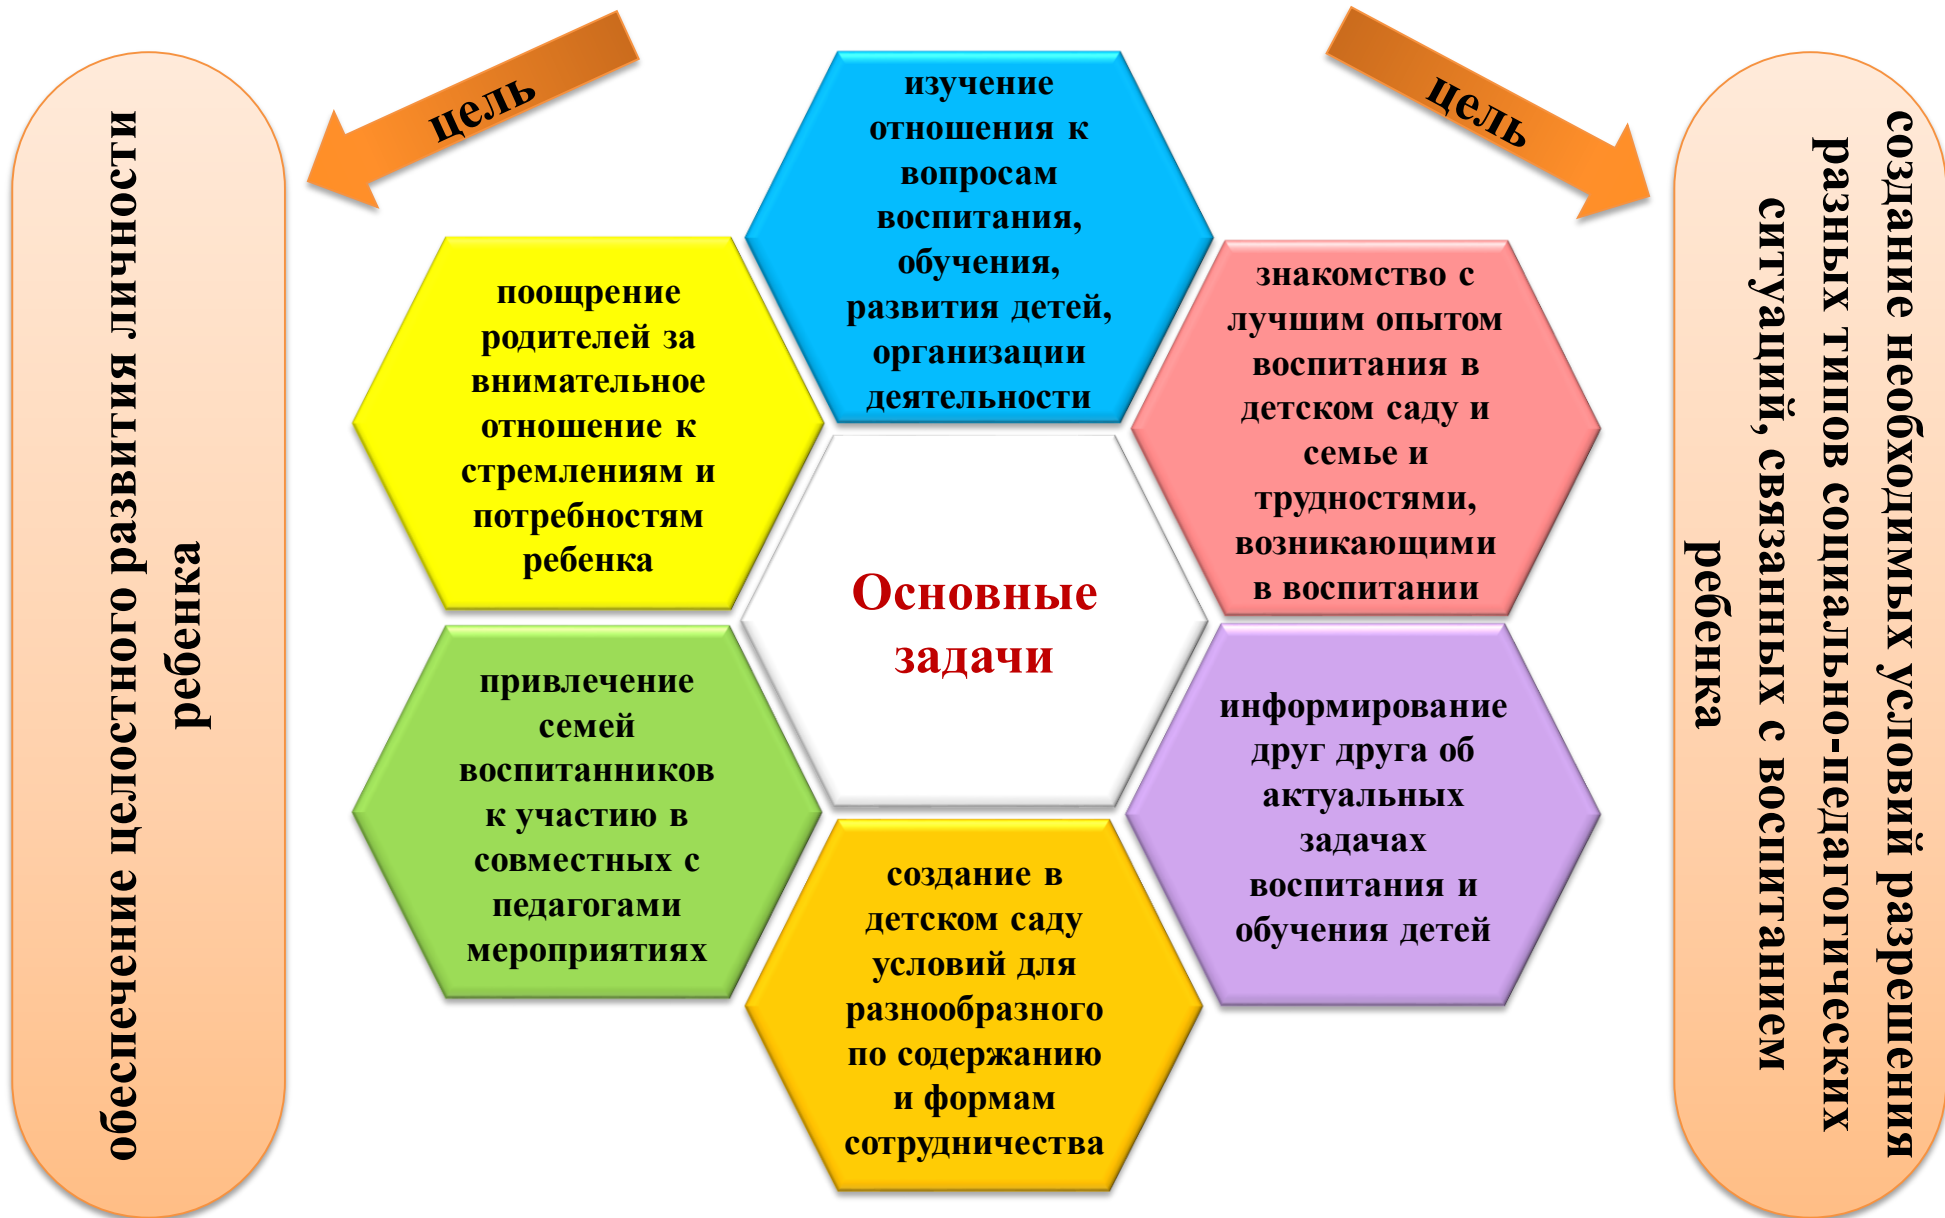 цель
цель
обеспечение целостного развития личности
ребенка
изучение
отношения к
вопросам
воспитания,
обучения,
развития детей,
организации
деятельности
поощрение
родителей за
внимательное
отношение к
стремлениям и
потребностям
ребенка
знакомство с
лучшим опытом
воспитания в
детском саду и
семье и
трудностями,
возникающими
в воспитании
Основные
задачи
привлечение
семей
воспитанников
к участию в
совместных с
педагогами
мероприятиях
информирование
друг друга об
актуальных
задачах
воспитания и
обучения детей
создание в
детском саду
условий для
разнообразного
по содержанию
и формам
сотрудничества
создание необходимых условий разрешения
разных типов социально-педагогических
ситуаций, связанных с воспитанием
ребенка